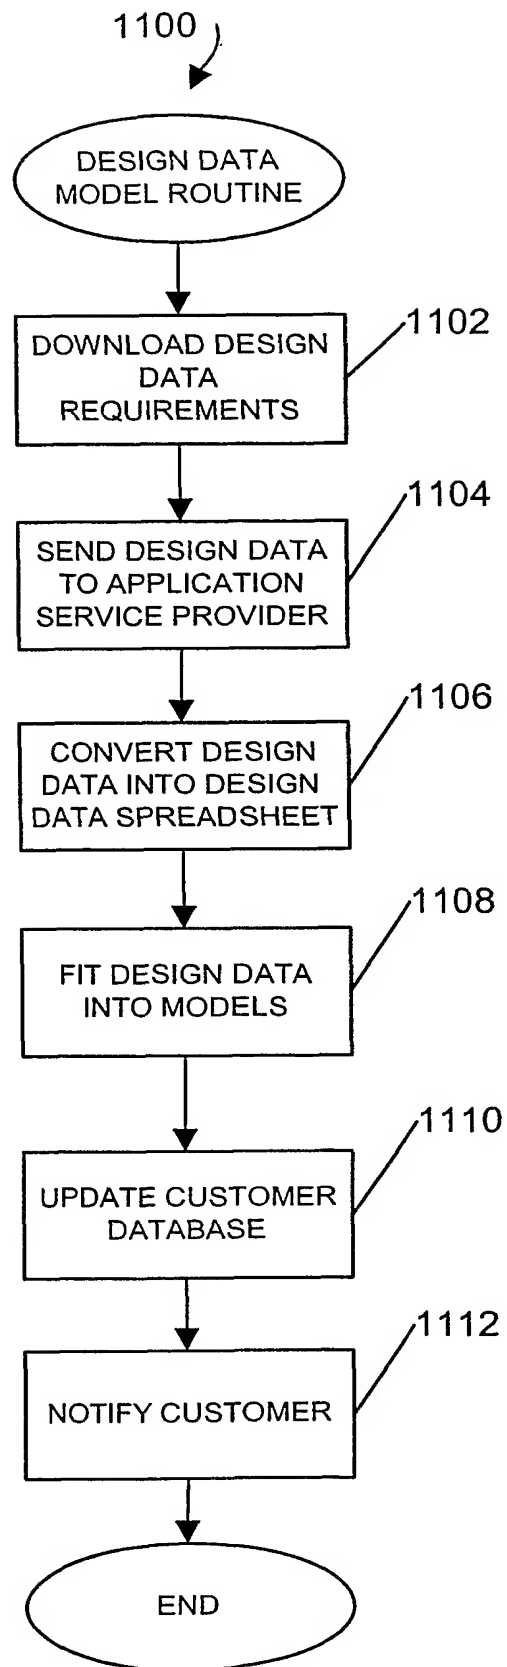 1100
DESIGN DATA
MODEL ROUTINE
1102
DOWNLOAD DESIGN
DATA
REQUIREMENTS
1104
SEND DESIGN DATA
TO APPLICATION
SERVICE PROVIDER
1106
CONVERT DESIGN
DATA INTO DESIGN
DATA SPREADSHEET
1108
FIT DESIGN DATA
INTO MODELS
1110
UPDATE CUSTOMER
DATABASE
1112
NOTIFY CUSTOMER
END